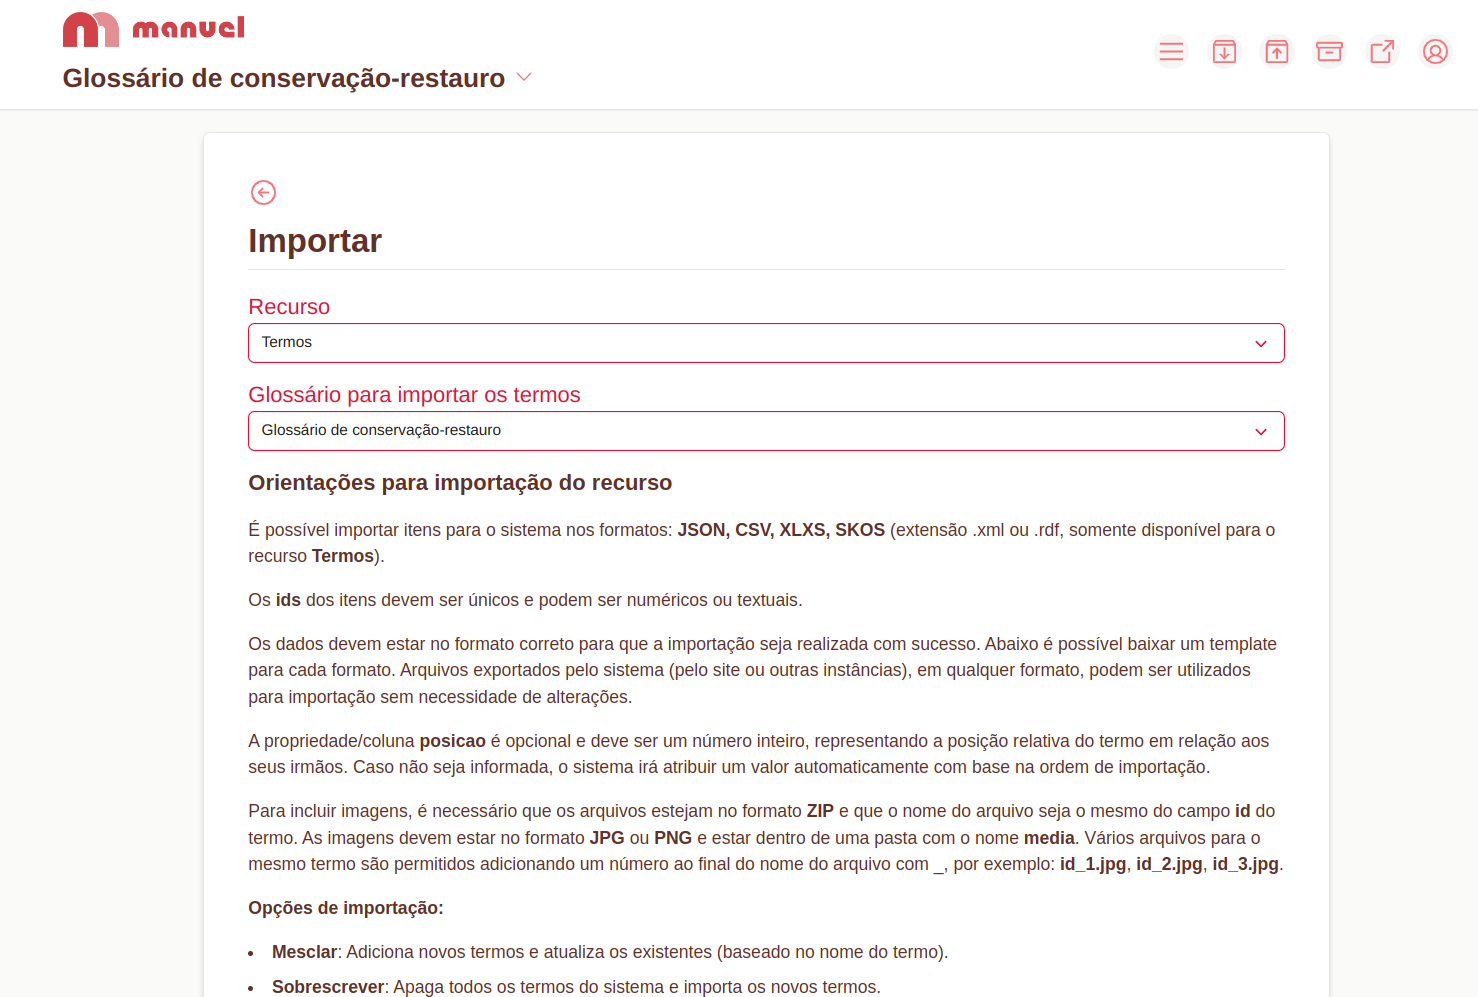 manuel
Glossário de conservação-restauro
Importar
Recurso
Termos
Glossário para importar os termos
Glossário de conservação-restauro
Orientações para importação do recurso
É possível importar itens para o sistema nos formatos: JSON, CSV, XLXS, SKOS (extensão .xml ou .rdf, somente disponível para o
recurso Termos).
Os ids dos itens devem ser únicos e podem ser numéricos ou textuais.
Os dados devem estar no formato correto para que a importação seja realizada com sucesso. Abaixo é possível baixar um template
para cada formato. Arquivos exportados pelo sistema (pelo site ou outras instâncias), em qualquer formato, podem ser utilizados
para importação sem necessidade de alterações.
A propriedade/coluna posicao é opcional e deve ser um número inteiro, representando a posição relativa do termo em relação aos
seus irmãos. Caso não seja informada, o sistema irá atribuir um valor automaticamente com base na ordem de importação.
Para incluir imagens, é necessário que os arquivos estejam no formato ZIP e que o nome do arquivo seja o mesmo do campo id do
termo. As imagens devem estar no formato JPG ou PNG e estar dentro de uma pasta com o nome media. Vários arquivos para o
mesmo termo são permitidos adicionando um número ao final do nome do arquivo com _, por exemplo: id_1.jpg, id_2.jpg, id_3.jpg.
Opções de importação:
• Mesclar: Adiciona novos termos e atualiza os existentes (baseado no nome do termo).
• Sobrescrever: Apaga todos os termos do sistema e importa os novos termos.